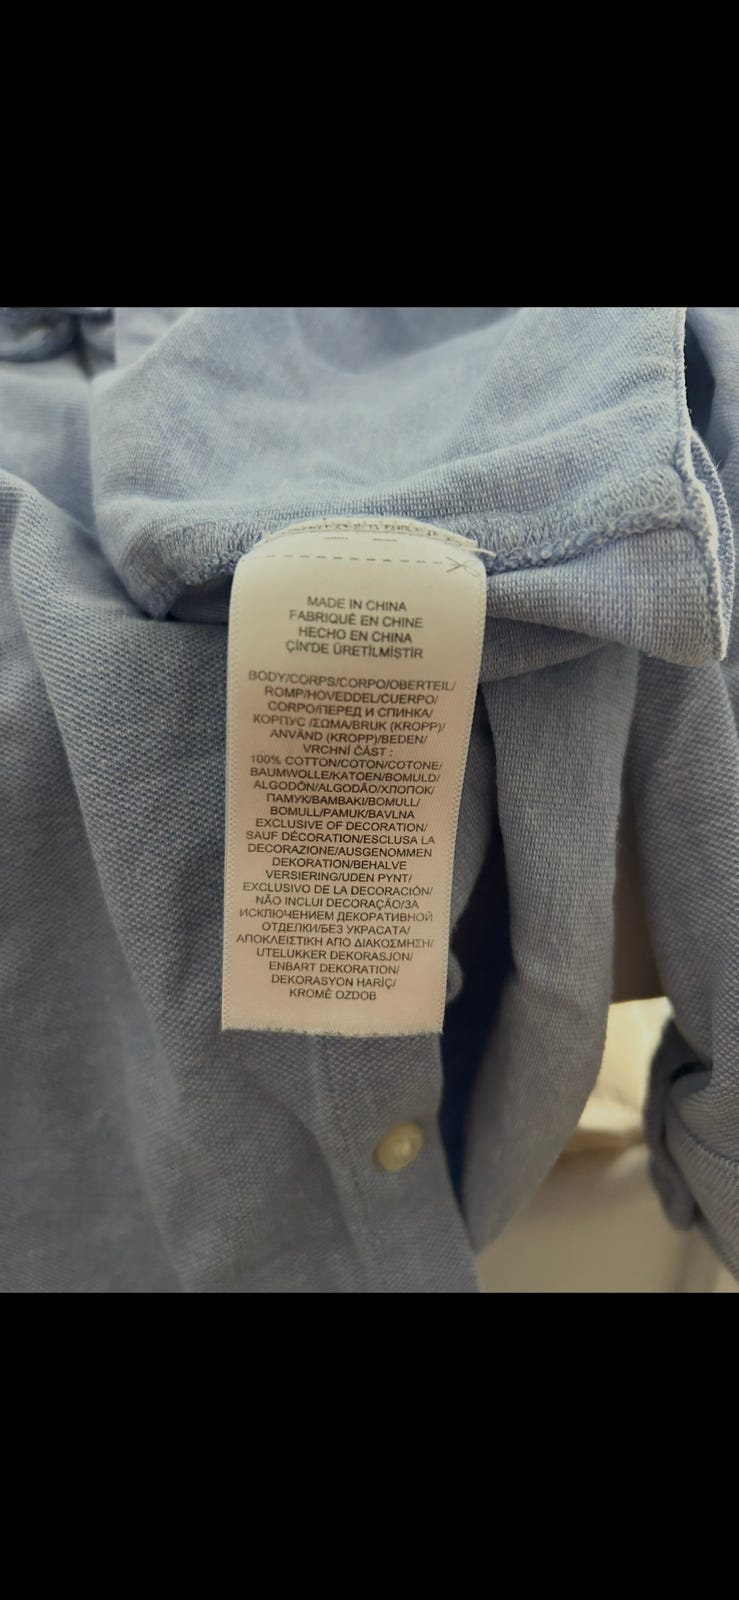 MADE IN CHINA
FABRIQUÉ EN CHINE
HECHO EN CHINA
ÇİN'DE ÜRETİLMİŞTİR
BODY/CORPS/CORPO/OBERTEIL/
ROMP/HOVEDDEL/CUERPO/
CORPO/ПЕРЕД И СПИНКА/
КОРПУС /ΣΩΜΑ/BRUK (KROPP)/
ANVÄND (KROPP)/BEDEN/
VRCHNÍ ČÁST :
100% COTTON/COTON/COTONE/
BAUMWOLLE/KATOEN/BOMULD/
ALGODÓN/ALGODÃO/ХЛОПОК/
ПАМУК/ΒΑΜΒΑΚΙ/BOMULL/
BOMULL/PAMUK/BAVLNA
EXCLUSIVE OF DECORATION/
SAUF DÉCORATION/ESCLUSA LA
DECORAZIONE/AUSGENOMMEN
DEKORATION/BEHALVE
VERSIERING/UDEN PYNT/
EXCLUSIVO DE LA DECORACIÓN/
NÃO INCLUI DECORAÇÃO/ЗА
ИСКЛЮЧЕНИЕМ ДЕКОРАТИВНОЙ
ОТДЕЛКИ/БЕЗ УКРАСАТА/
ΑΠΟΚΛΕΙΣΤΙΚΗ ΑΠΟ ΔΙΑΚΟΣΜΗΣΗ/
UTELUKKER DEKORASJON/
ENBART DEKORATION/
DEKORASYON HARİÇ/
KROMĚ OZDOB